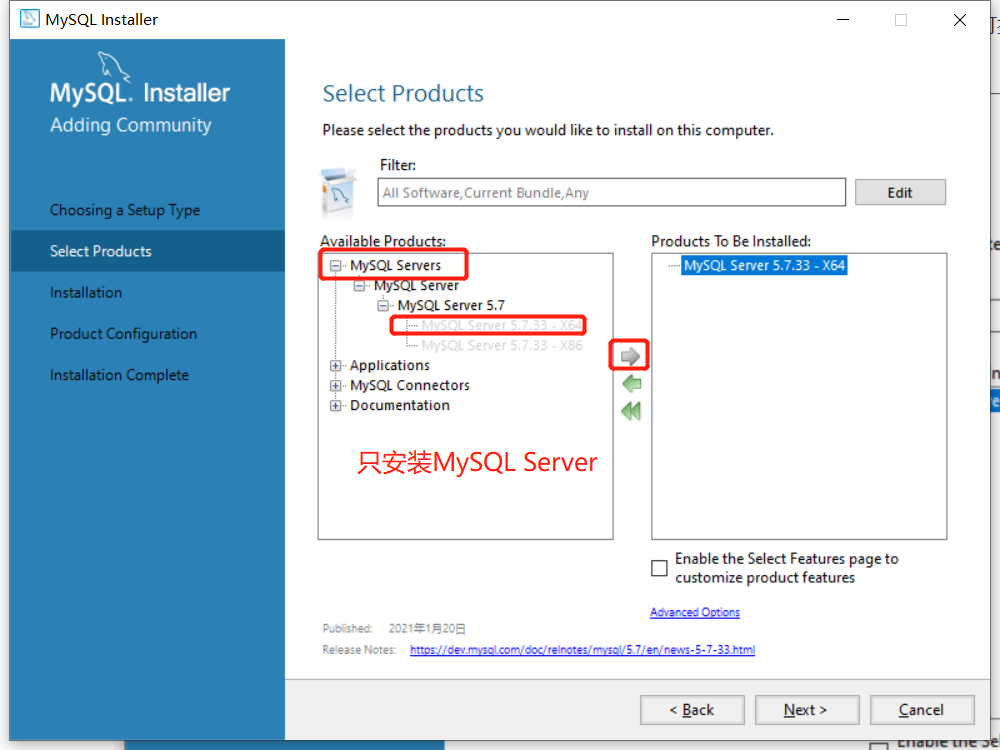 MySQL Installer
MySQL. Installer
Adding Community
Choosing a Setup Type
Select Products
Installation
Product Configuration
Installation Complete
Select Products
Please select the products you would like to install on this computer.
Filter:
All Software,Current Bundle,Any
Edit
Available Products:
MySQL Servers
MySQL Server
MySQL Server 5.7
MySQL Server 5.7.33 - X64
MySQL Server 5.7.33 - X86
Applications
MySQL Connectors
Documentation
只安装MySQL Server
Products To Be Installed:
MySQL Server 5.7.33 - X64
Enable the Select Features page to
customize product features
Advanced Options
Published: 2021年1月20日
Release Notes: https://dev.mysql.com/doc/relnotes/mysql/5.7/en/news-5-7-33.html
< Back
Next >
Cancel
Enable the Sele